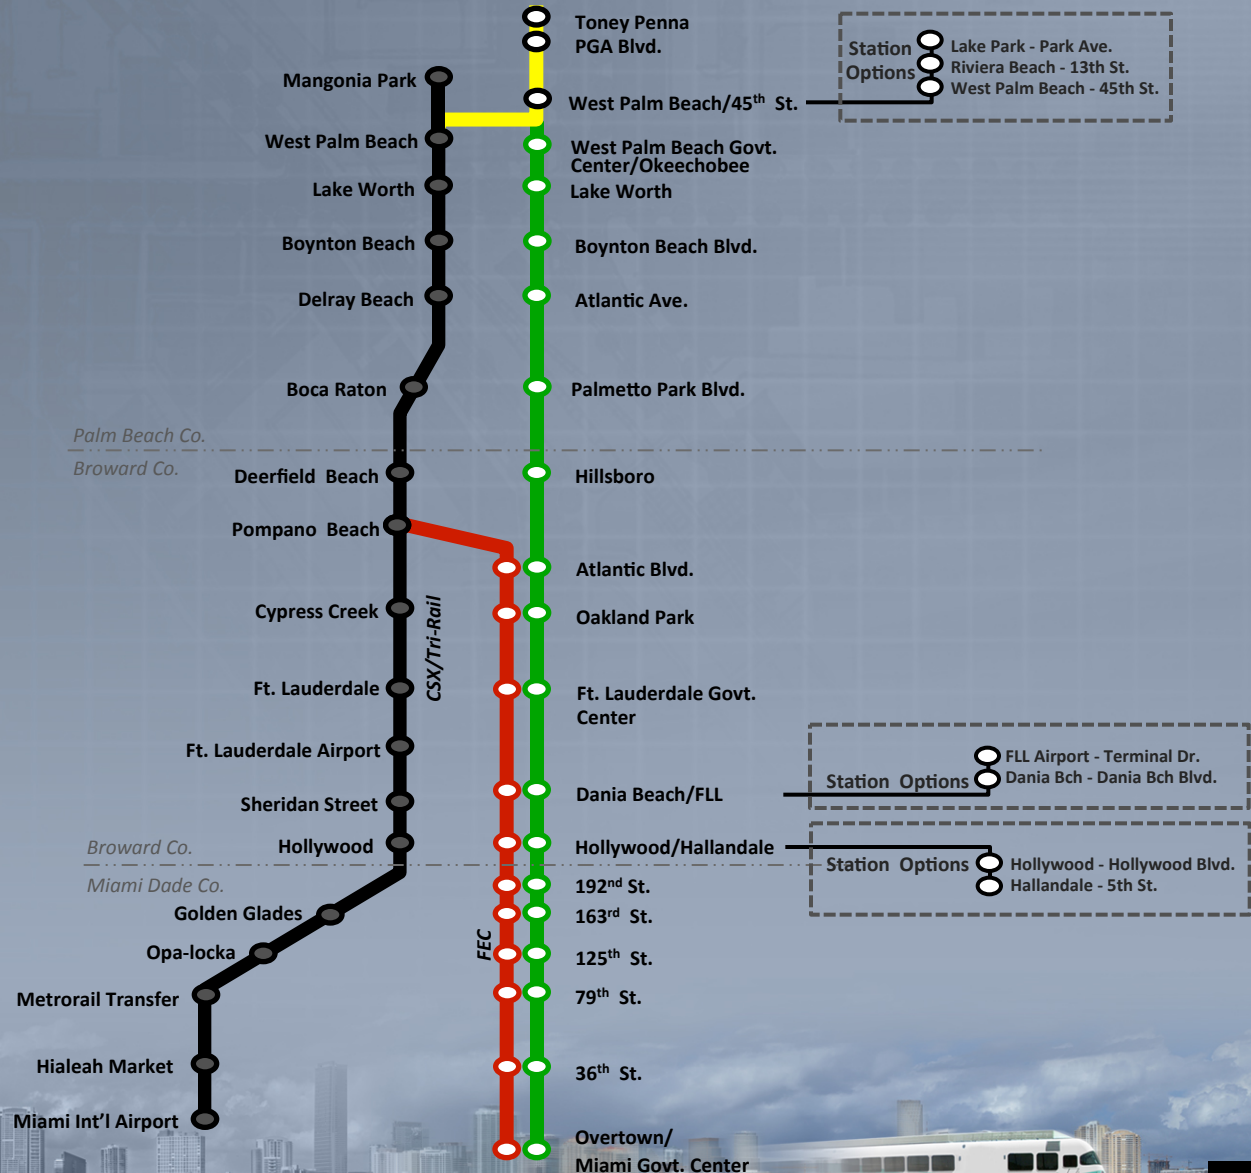 Toney Penna
PGA Blvd.
Mangonia Park
West Palm Beach/45th St.
Station Options
Lake Park - Park Ave.
Riviera Beach - 13th St.
West Palm Beach - 45th St.
West Palm Beach
West Palm Beach Govt.
Center/Okeechobee
Lake Worth
Lake Worth
Boynton Beach
Boynton Beach Blvd.
Delray Beach
Atlantic Ave.
Boca Raton
Palmetto Park Blvd.
Palm Beach Co.
Broward Co.
Deerfield Beach
Hillsboro
Pompano Beach
Atlantic Blvd.
Cypress Creek
Oakland Park
CSX/Tri-Rail
Ft. Lauderdale
Ft. Lauderdale Govt.
Center
Ft. Lauderdale Airport
Station Options
FLL Airport - Terminal Dr.
Dania Bch - Dania Bch Blvd.
Sheridan Street
Dania Beach/FLL
Hollywood
Hollywood/Hallandale
Station Options
Hollywood - Hollywood Blvd.
Hallandale - 5th St.
Broward Co.
Miami Dade Co.
192nd St.
Golden Glades
163rd St.
FEC
Opa-locka
125th St.
Metrorail Transfer
79th St.
Hialeah Market
36th St.
Miami Int'l Airport
Overtown/
Miami Govt. Center